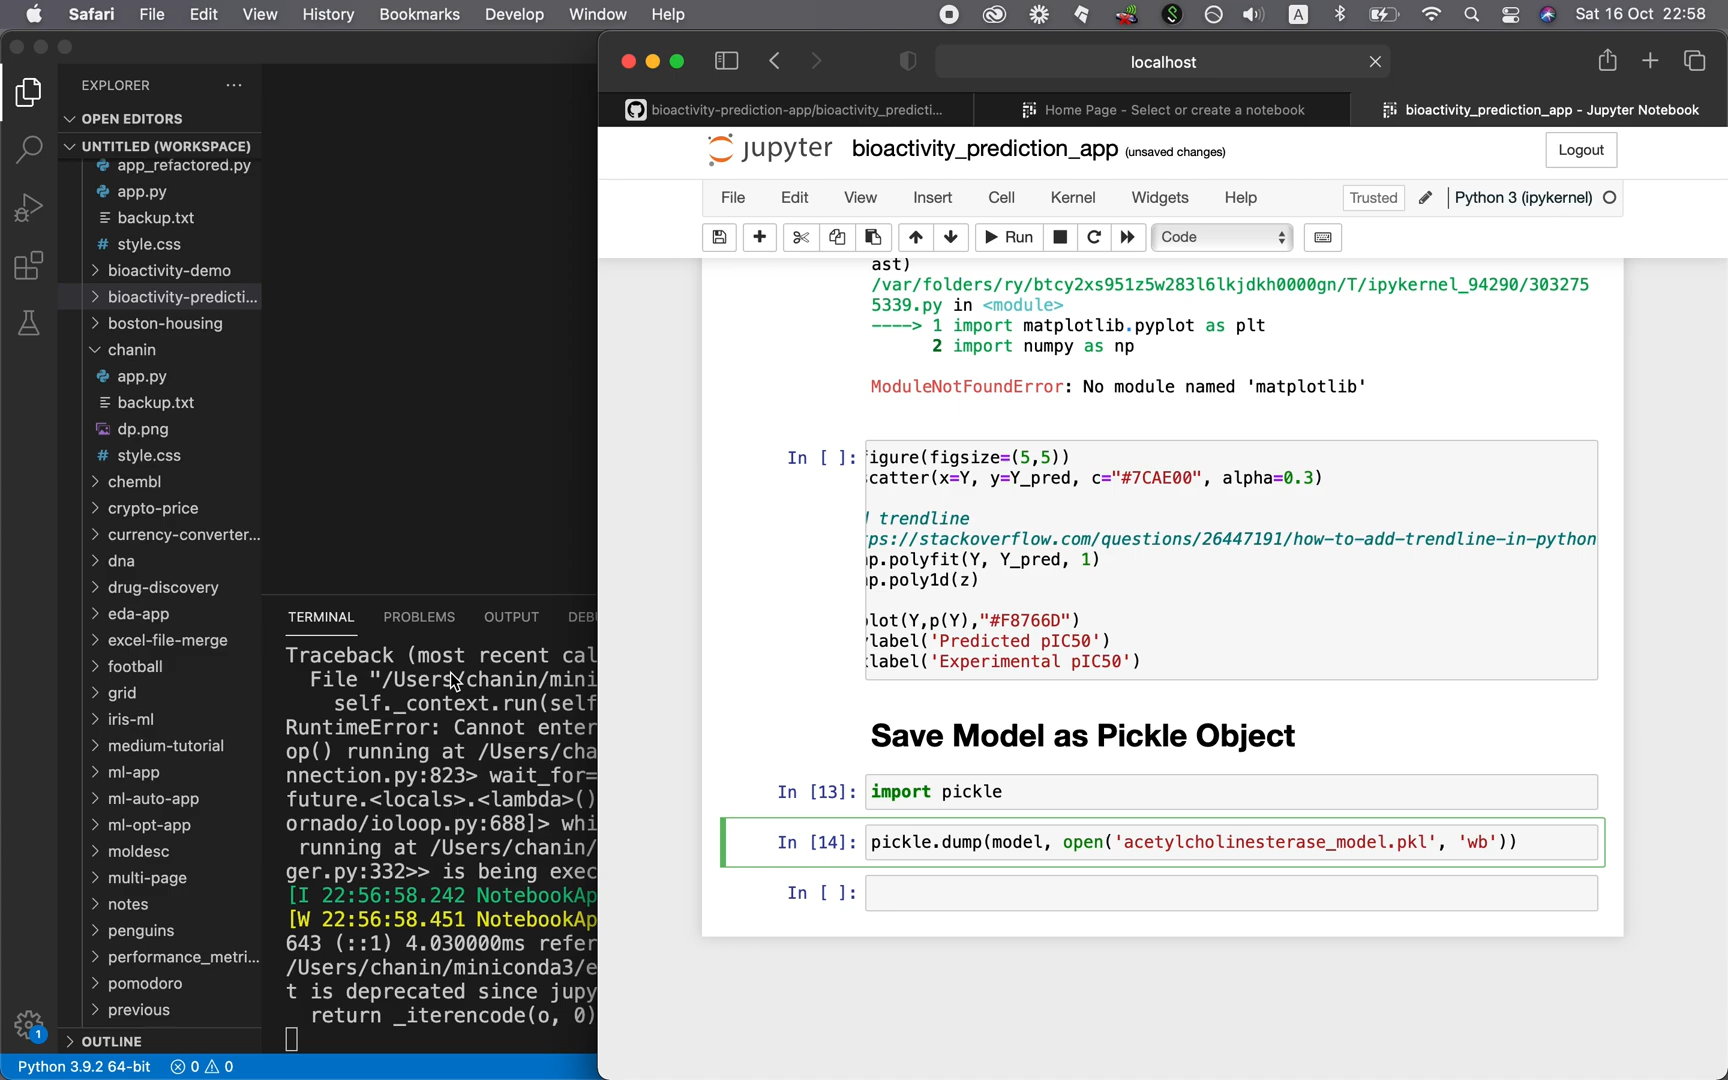 Safari File Edit View History Bookmarks Develop Window Help
A Sat 16 Oct 22:58
EXPLORER
OPEN EDITORS
UNTITLED (WORKSPACE)
app_refactored.py
app.py
backup.txt
# style.css
bioactivity-demo
bioactivity-predicti...
boston-housing
chanin
app.py
backup.txt
dp.png
# style.css
chembl
crypto-price
currency-converter...
dna
drug-discovery
eda-app
excel-file-merge
football
grid
iris-ml
medium-tutorial
ml-app
ml-auto-app
ml-opt-app
moldesc
multi-page
notes
penguins
performance_metri...
pomodoro
previous
OUTLINE
1
Python 3.9.2 64-bit 0 0
TERMINAL PROBLEMS OUTPUT DEBU
Traceback (most recent cal
File "/Users/chanin/mini
self._context.run(self
RuntimeError: Cannot enter
op() running at /Users/cha
nnection.py:823> wait_for=
future.<locals>.<lambda>()
ornado/ioloop.py:688]> whi
running at /Users/chanin/
ger.py:332>> is being exec
[I 22:56:58.242 NotebookAp
[W 22:56:58.451 NotebookAp
643 (::1) 4.030000ms refer
/Users/chanin/miniconda3/e
t is deprecated since jupy
return _iterencode(o, 0)
localhost
bioactivity-prediction-app/bioactivity_predicti...
Home Page - Select or create a notebook
bioactivity_prediction_app - Jupyter Notebook
jupyter bioactivity_prediction_app (unsaved changes)
Logout
File Edit View Insert Cell Kernel Widgets Help
Trusted Python 3 (ipykernel)
Run Code
ast)
/var/folders/ry/btcy2xs951z5w283l6lkjdkh0000gn/T/ipykernel_94290/303275
5339.py in <module>
----> 1 import matplotlib.pyplot as plt
2 import numpy as np
ModuleNotFoundError: No module named 'matplotlib'
In [ ]: igure(figsize=(5,5))
catter(x=Y, y=Y_pred, c="#7CAE00", alpha=0.3)
trendline
ps://stackoverflow.com/questions/26447191/how-to-add-trendline-in-python
p.polyfit(Y, Y_pred, 1)
p.poly1d(z)
lot(Y,p(Y),"#F8766D")
label('Predicted pIC50')
label('Experimental pIC50')
Save Model as Pickle Object
In [13]: import pickle
In [14]: pickle.dump(model, open('acetylcholinesterase_model.pkl', 'wb'))
In [ ]: